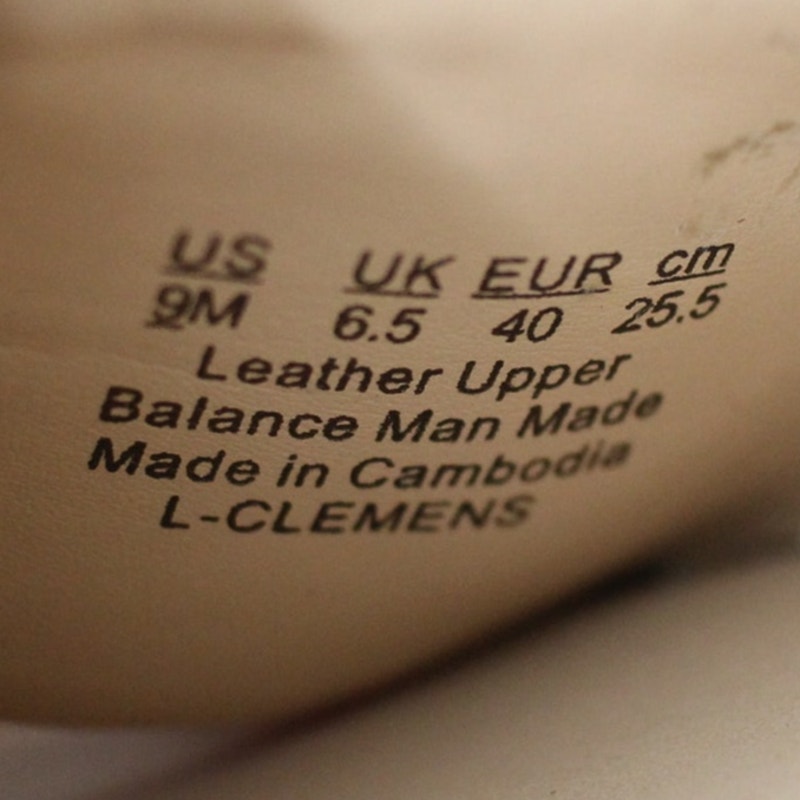 US UK EUR cm
9M 6.5 40 25.5
Leather Upper
Balance Man Made
Made in Cambodia
L-CLEMENS